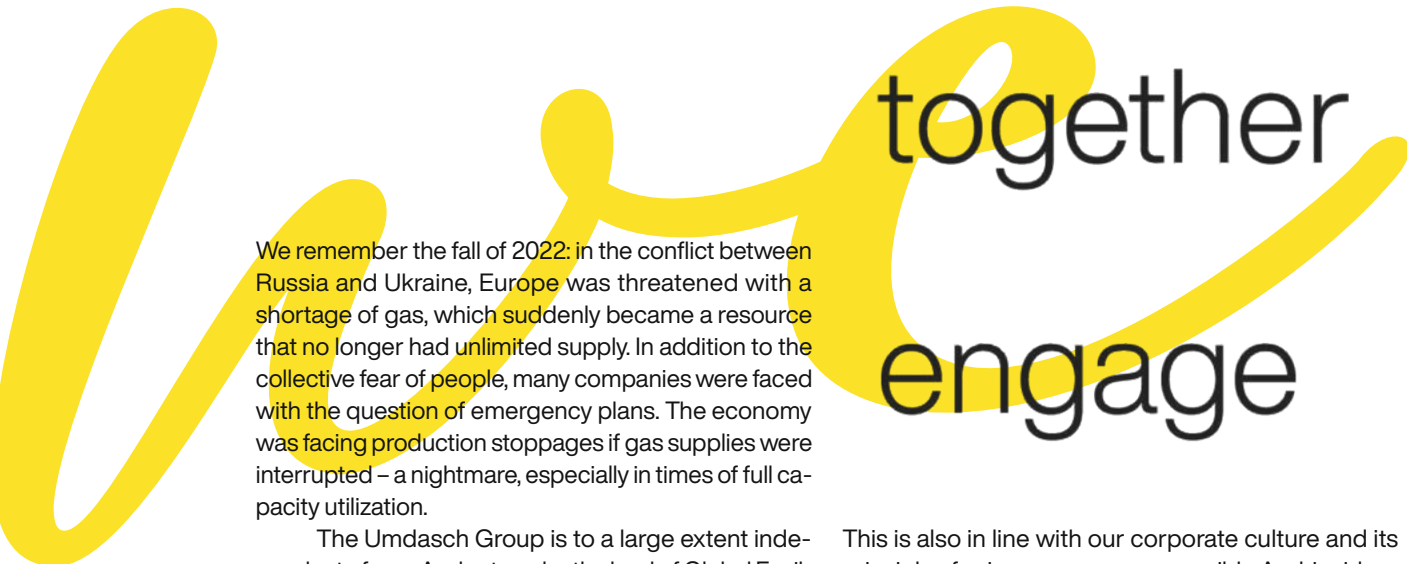 we
together
engage
We remember the fall of 2022: in the conflict between
Russia and Ukraine, Europe was threatened with a
shortage of gas, which suddenly became a resource
that no longer had unlimited supply. In addition to the
collective fear of people, many companies were faced
with the question of emergency plans. The economy
was facing production stoppages if gas supplies were
interrupted – a nightmare, especially in times of full ca-
pacity utilization.
The Umdasch Group is to a large extent inde-
This is also in line with our corporate culture and its